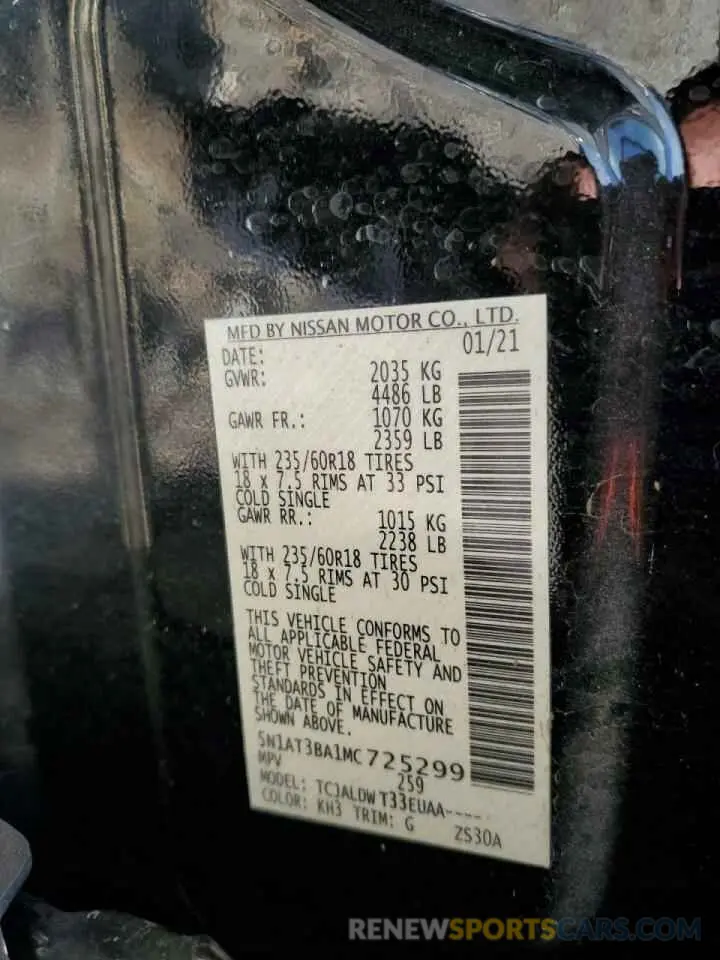 MFD BY NISSAN MOTOR CO., LTD.
DATE: 01/21
GVWR: 2035 KG
4486 LB
GAWR FR.: 1070 KG
2359 LB
WITH 235/60R18 TIRES
18 x 7.5 RIMS AT 33 PSI
COLD SINGLE
GAWR RR.: 1015 KG
2238 LB
WITH 235/60R18 TIRES
18 x 7.5 RIMS AT 30 PSI
COLD SINGLE
THIS VEHICLE CONFORMS TO
ALL APPLICABLE FEDERAL
MOTOR VEHICLE SAFETY AND
THEFT PREVENTION
STANDARDS IN EFFECT ON
THE DATE OF MANUFACTURE
SHOWN ABOVE.
5N1AT3BA1MC 725299
MPV 259
MODEL: TCJALDW T33EUAA----
COLOR: KH3 TRIM: G ZS30A
RENEWSPORTSCARS.COM